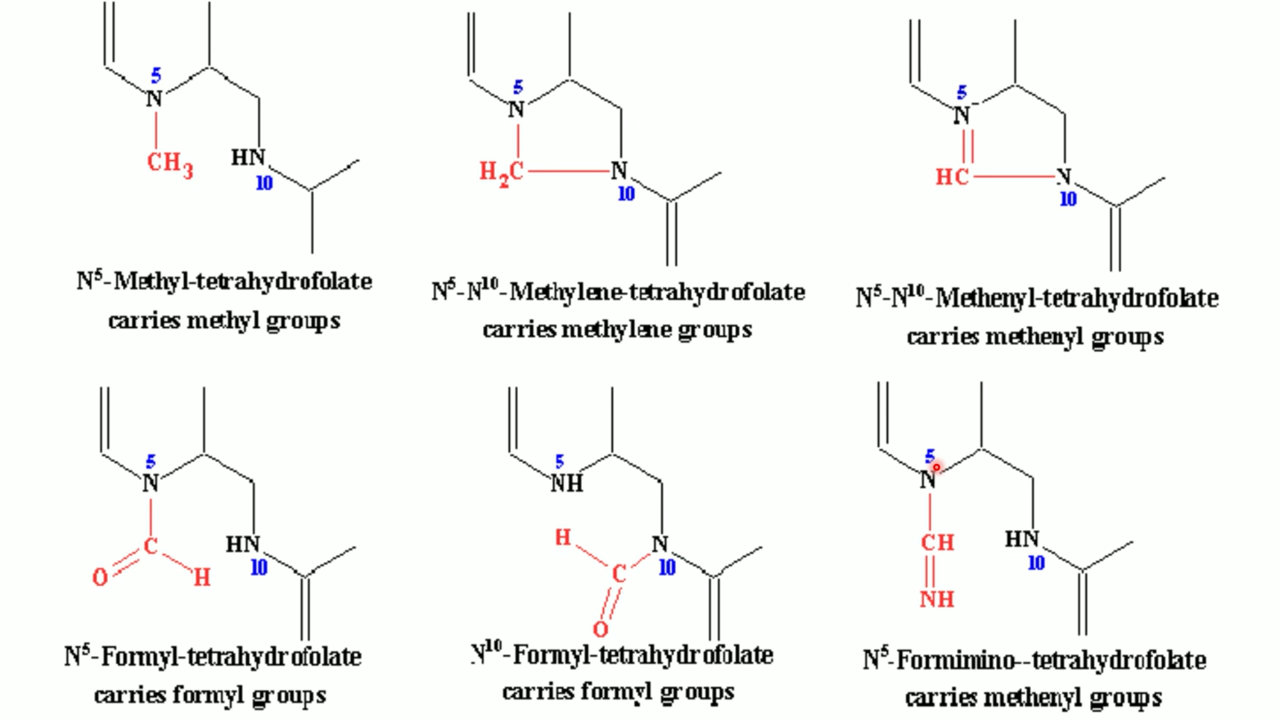 5
N
CH3
HN
10
N5-Methyl-tetrahydrofolate
carries methyl groups
5
N
H2C
N
10
N5-N10-Methylene-tetrahydrofolate
carries methylene groups
5
N
HC
N
10
N5-N10-Methenyl-tetrahydrofolate
carries methenyl groups
5
N
C
O
H
HN
10
N5-Formyl-tetrahydrofolate
carries formyl groups
5
NH
H
N
C
10
O
N10-Formyl-tetrahydrofolate
carries formyl groups
5
N
CH
NH
HN
10
N5-Formimino--tetrahydrofolate
carries methenyl groups